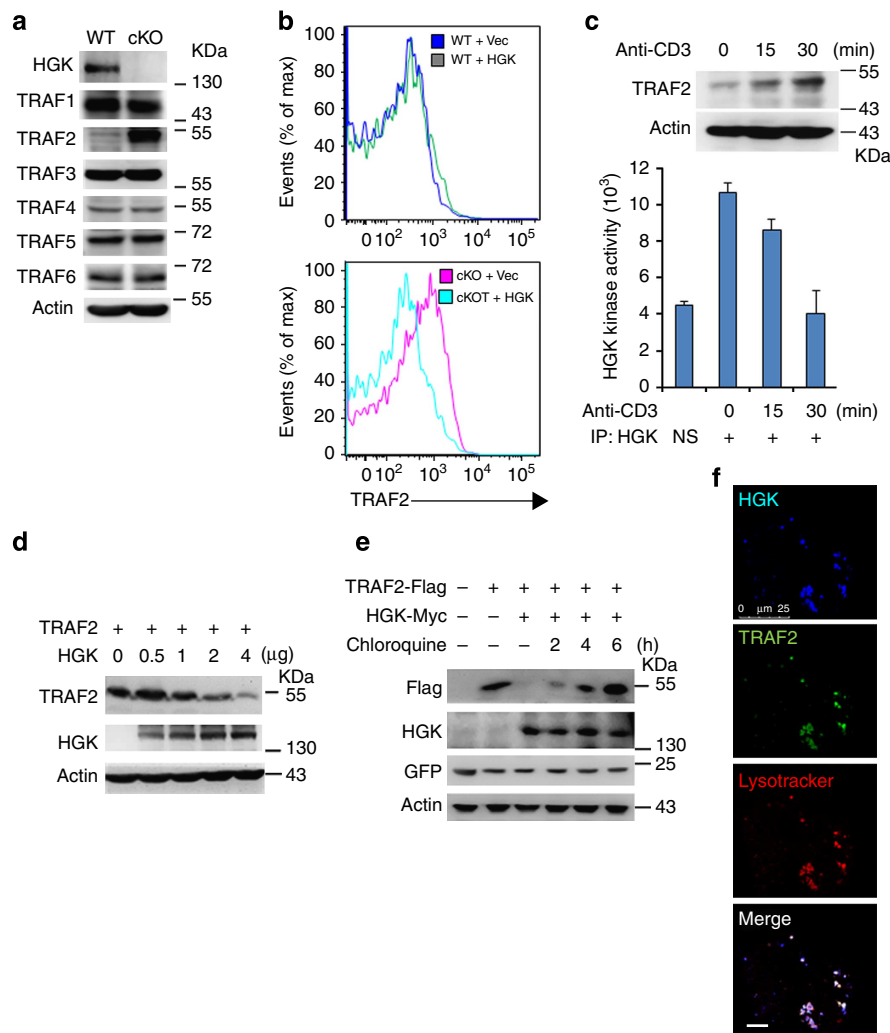 a
WT cKO
KDa
HGK
130
TRAF1
43
TRAF2
55
TRAF3
55
TRAF4
55
TRAF5
72
TRAF6
72
Actin
55
b
Events (% of max)
100
80
60
40
20
0
WT + Vec
WT + HGK
0 10² 10³ 10⁴ 10⁵
Events (% of max)
100
80
60
40
20
0
cKO + Vec
cKOT + HGK
0 10² 10³ 10⁴ 10⁵
TRAF2
c
Anti-CD3 0 15 30 (min)
TRAF2
55
43
Actin
43
KDa
HGK kinase activity (10³)
12
10
8
6
4
2
0
Anti-CD3 0 15 30 (min)
IP: HGK NS + + +
d
TRAF2 + + + + +
HGK 0 0.5 1 2 4 (µg)
KDa
TRAF2
55
HGK
130
Actin
43
e
TRAF2-Flag – + + + + +
HGK-Myc – – + + + +
Chloroquine – – – 2 4 6 (h)
KDa
Flag
55
HGK
130
GFP
25
Actin
43
f
HGK
0 µm 25
TRAF2
Lysotracker
Merge